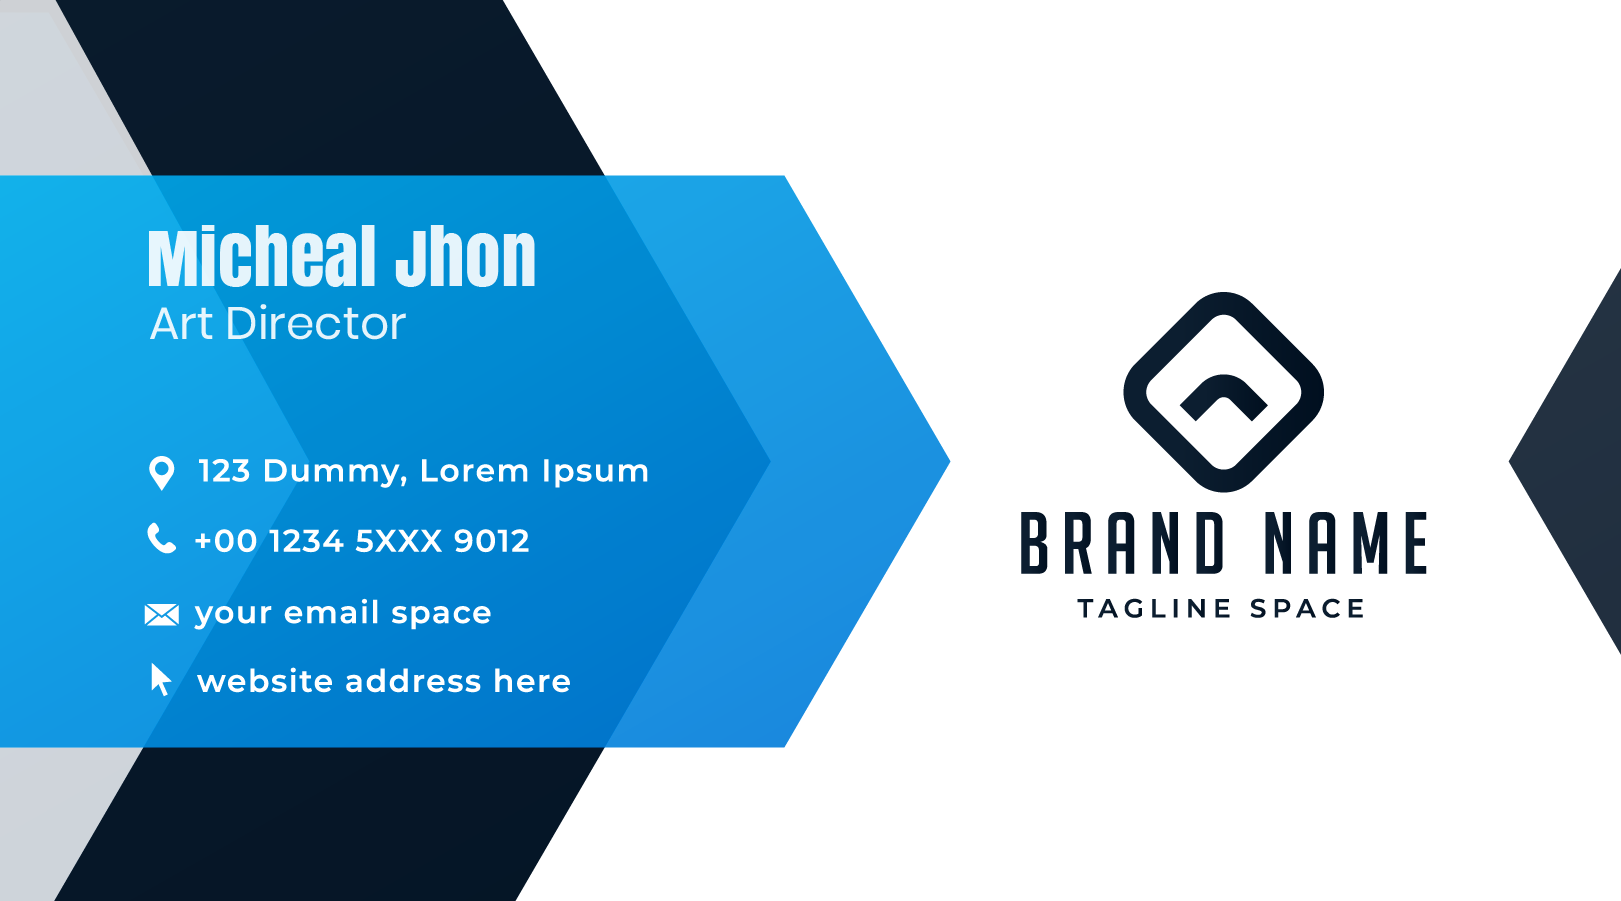 Micheal Jhon
Art Director
123 Dummy, Lorem Ipsum
+00 1234 5XXX 9012
your email space
website address here
BRAND NAME
TAGLINE SPACE